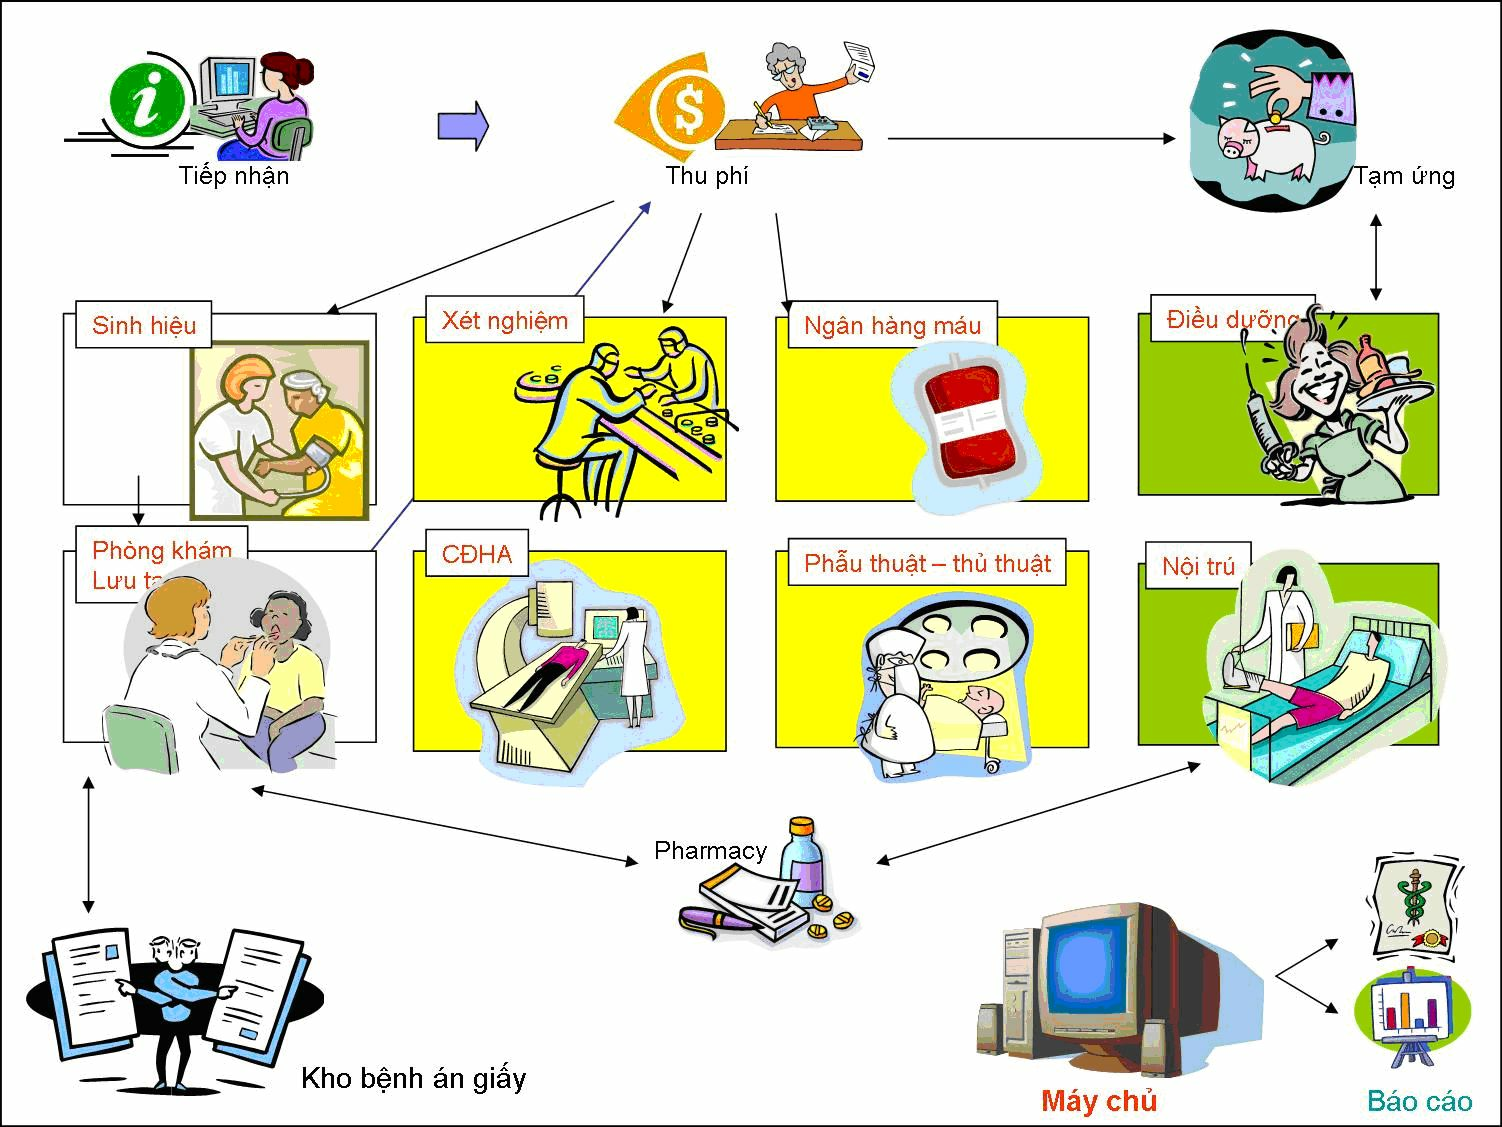 Tiếp nhận
Thu phí
Tạm ứng
Sinh hiệu
Xét nghiệm
Ngân hàng máu
Điều dưỡng
Phòng khám
Lưu
CĐHA
Phẫu thuật – thủ thuật
Nội trú
Pharmacy
Kho bệnh án giấy
Máy chủ
Báo cáo